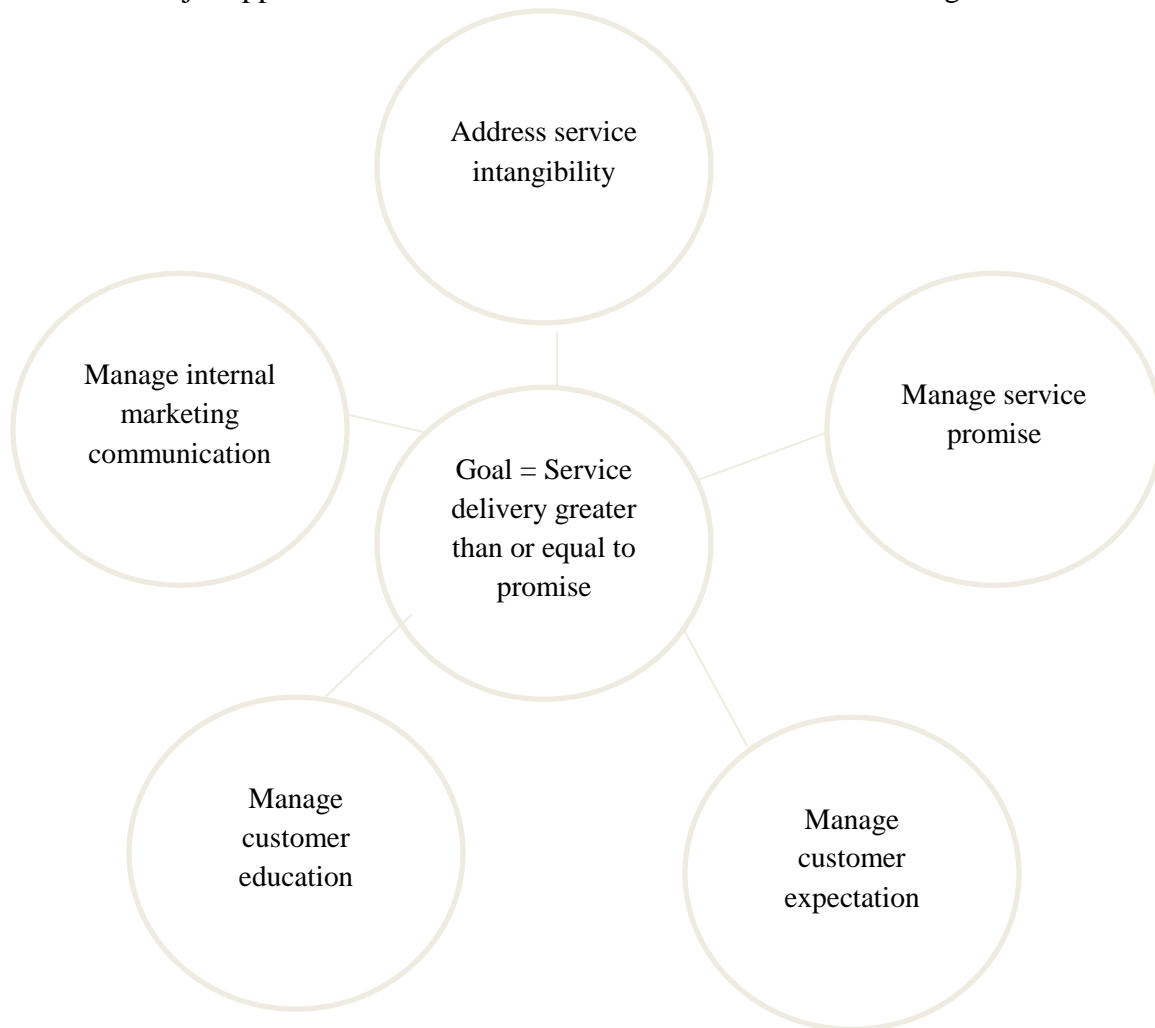 Address service
intangibility
Manage internal
marketing
communication
Manage service
promise
Goal = Service
delivery greater
than or equal to
promise
Manage
customer
education
Manage
customer
expectation